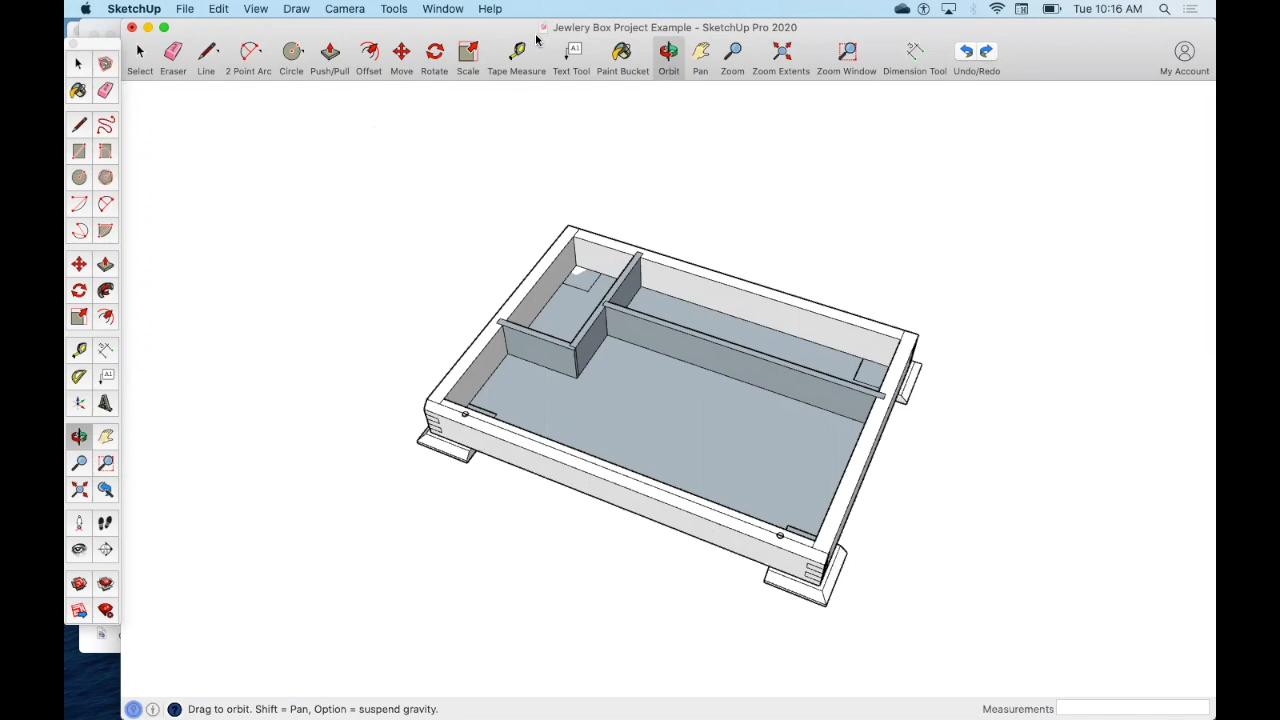 SketchUp File Edit View Draw Camera Tools Window Help Tue 10:16 AM
Jewlery Box Project Example - SketchUp Pro 2020
Select Eraser Line 2 Point Arc Circle Push/Pull Offset Move Rotate Scale Tape Measure Text Tool Paint Bucket Orbit Pan Zoom Zoom Extents Zoom Window Dimension Tool Undo/Redo My Account
Drag to orbit. Shift = Pan, Option = suspend gravity. Measurements